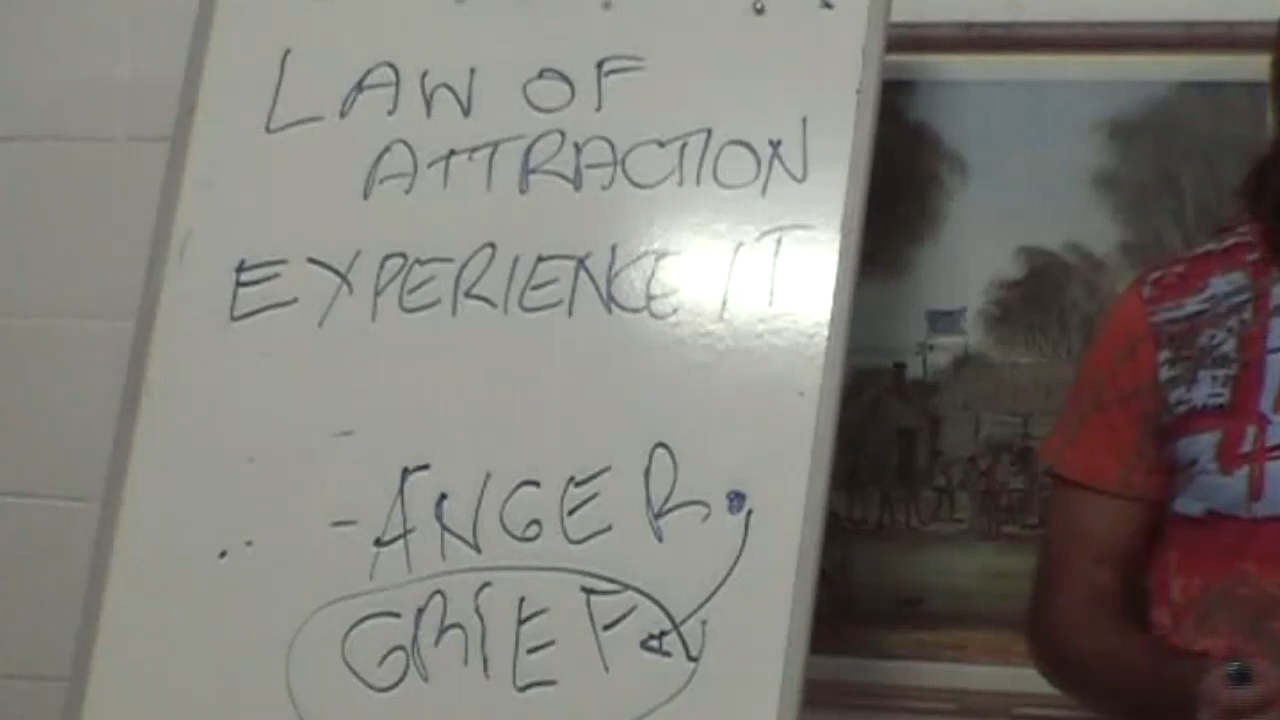 LAW OF
ATTRACTION
EXPERIENCE IT
- ANGER.
GRIEF